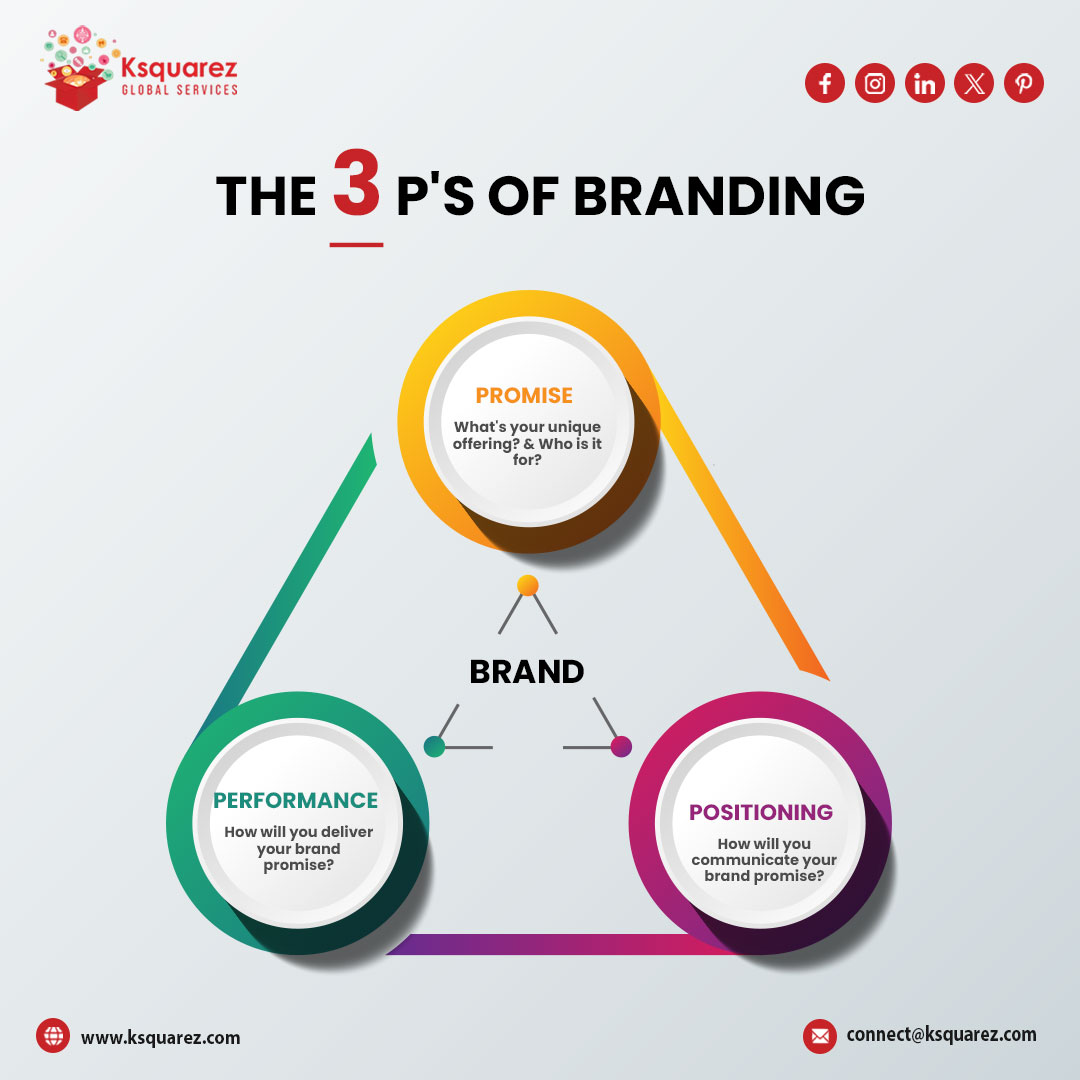 Ksquarez
GLOBAL SERVICES
THE 3 P'S OF BRANDING
PROMISE
What's your unique
offering? & Who is it
for?
BRAND
PERFORMANCE
How will you deliver
your brand
promise?
POSITIONING
How will you
communicate your
brand promise?
www.ksquarez.com
connect@ksquarez.com